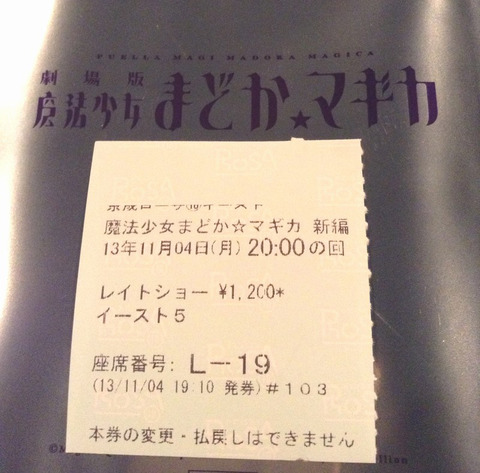 PUELLA MAGI MADOKA MAGICA
劇場版
魔法少女まどか☆マギカ
魔法少女まどか☆マギカ 新編
13年11月04日(月) 20:00の回
レイトショー ¥1,200*
イースト5
座席番号: L-19
(13/11/04 19:10 発券)#103
本券の変更・払戻しはできません